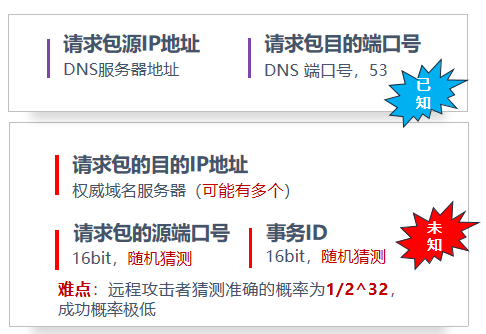 请求包源IP地址 请求包目的端口号
DNS服务器地址 DNS 端口号，53
已知
请求包的目的IP地址
权威域名服务器（可能有多个）
请求包的源端口号 事务ID
16bit，随机猜测 16bit，随机猜测
未知
难点：远程攻击者猜测准确的概率为1/2^32，
成功概率极低